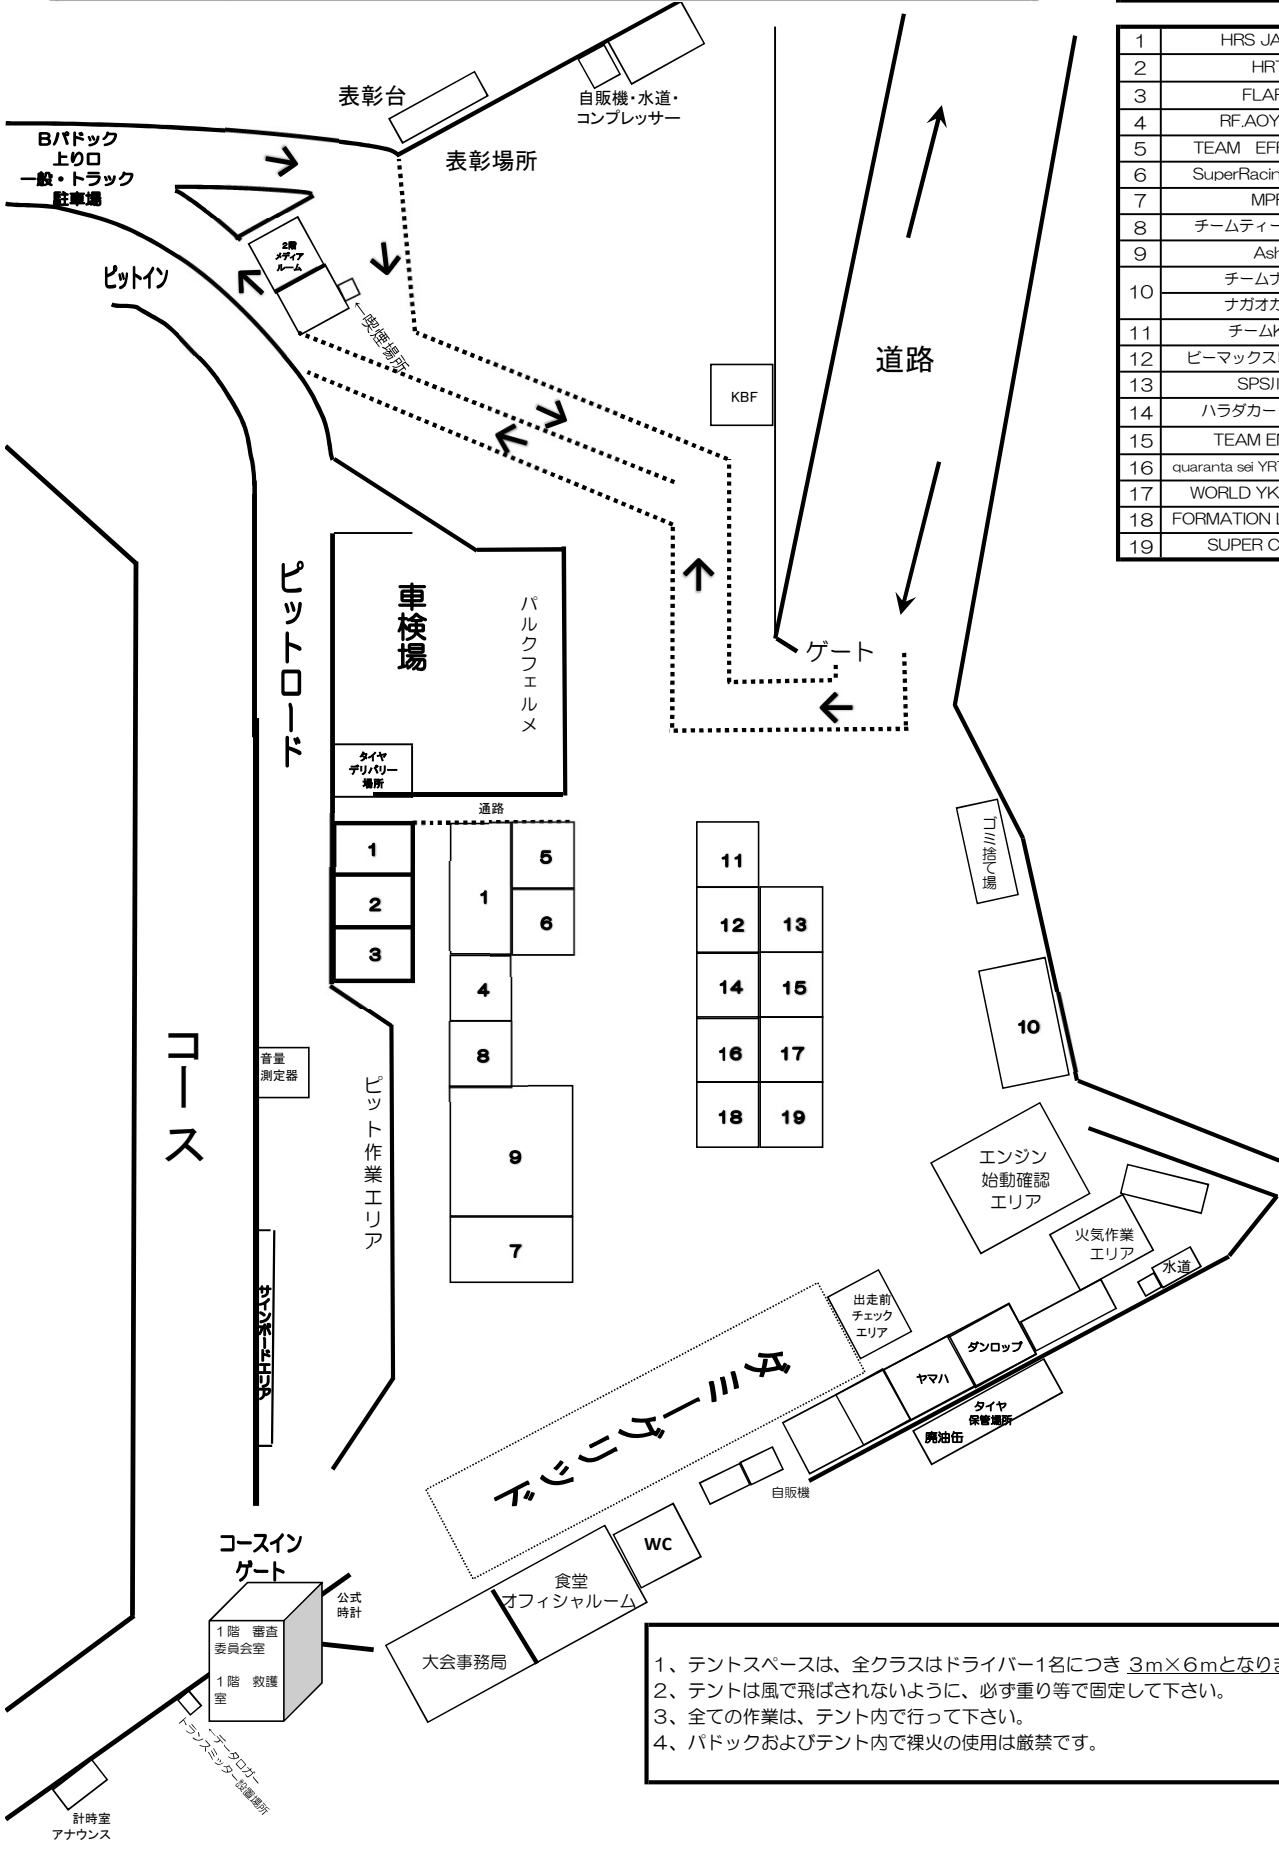 表彰台
自販機・水道・
コンプレッサー
表彰場所
Bパドック
上り口
一般・トラック
駐車場
2階
メディア
ルーム
←喫煙場所
ピットイン
道路
KBF
ゲート
ピットロード
車検場
パルクフェルメ
タイヤ
デリバリー
場所
通路
1
2
3
1
5
6
4
8
9
7
11
12
13
14
15
16
17
18
19
ゴミ捨て場
10
コース
音量
測定器
ピット作業エリア
サインボードエリア
エンジン
始動確認
エリア
火気作業
エリア
水道
出走前
チェック
エリア
ダンロップ
ヤマハ
タイヤ
保管場所
廃油缶
ダミーグリッド
自販機
WC
食堂
オフィシャルルーム
大会事務局
コースイン
ゲート
公式
時計
1階 審査
委員会室
1階 救護
室
←データロガー
トランスミッター設置場所
計時室
アナウンス
1 HRS JA
2 HR
3 FLA
4 RF.AOY
5 TEAM EF
6 SuperRacin
7 MP
8 チームティー
9 Ash
10 チームナ
ナガオカ
11 チーム
12 ビーマックス
13 SPSJI
14 ハラダカー
15 TEAM E
16 quaranta sei YR
17 WORLD YK
18 FORMATION
19 SUPER C
1、テントスペースは、全クラスはドライバー1名につき 3m×6mとなりま
2、テントは風で飛ばされないように、必ず重り等で固定して下さい。
3、全ての作業は、テント内で行って下さい。
4、パドックおよびテント内で裸火の使用は厳禁です。